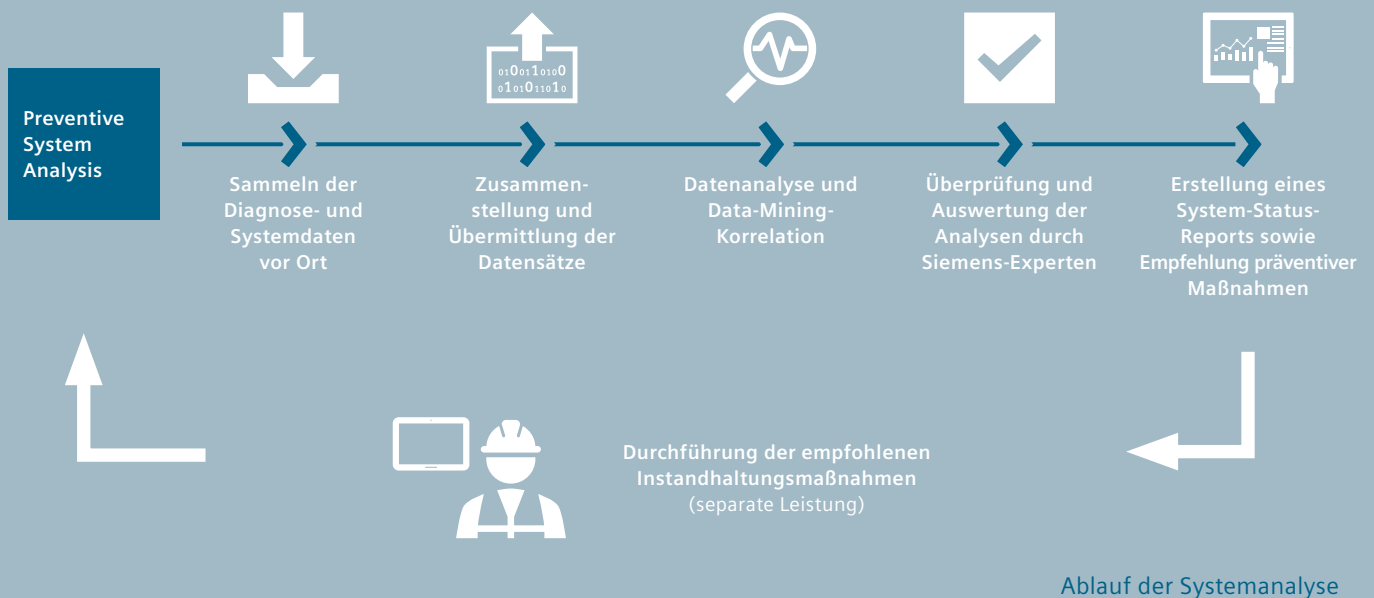 Preventive
System
Analysis
0100110100
0101011010
Sammeln der
Diagnose- und
Systemdaten
vor Ort
Zusammen-
stellung und
Übermittlung der
Datensätze
Datenanalyse und
Data-Mining-
Korrelation
Überprüfung und
Auswertung der
Analysen durch
Siemens-Experten
Erstellung eines
System-Status-
Reports sowie
Empfehlung präventiver
Maßnahmen
Durchführung der empfohlenen
Instandhaltungsmaßnahmen
(separate Leistung)
Ablauf der Systemanalyse